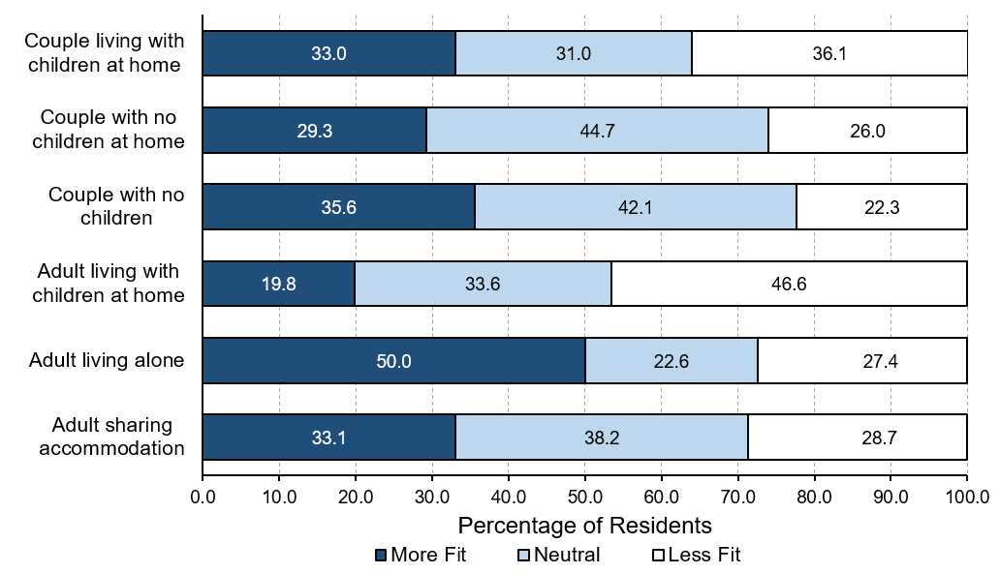 Couple living with
children at home
33.0
31.0
36.1
Couple with no
children at home
29.3
44.7
26.0
Couple with no
children
35.6
42.1
22.3
Adult living with
children at home
19.8
33.6
46.6
Adult living alone
50.0
22.6
27.4
Adult sharing
accommodation
33.1
38.2
28.7
0.0 10.0 20.0 30.0 40.0 50.0 60.0 70.0 80.0 90.0 100.0
Percentage of Residents
More Fit Neutral Less Fit